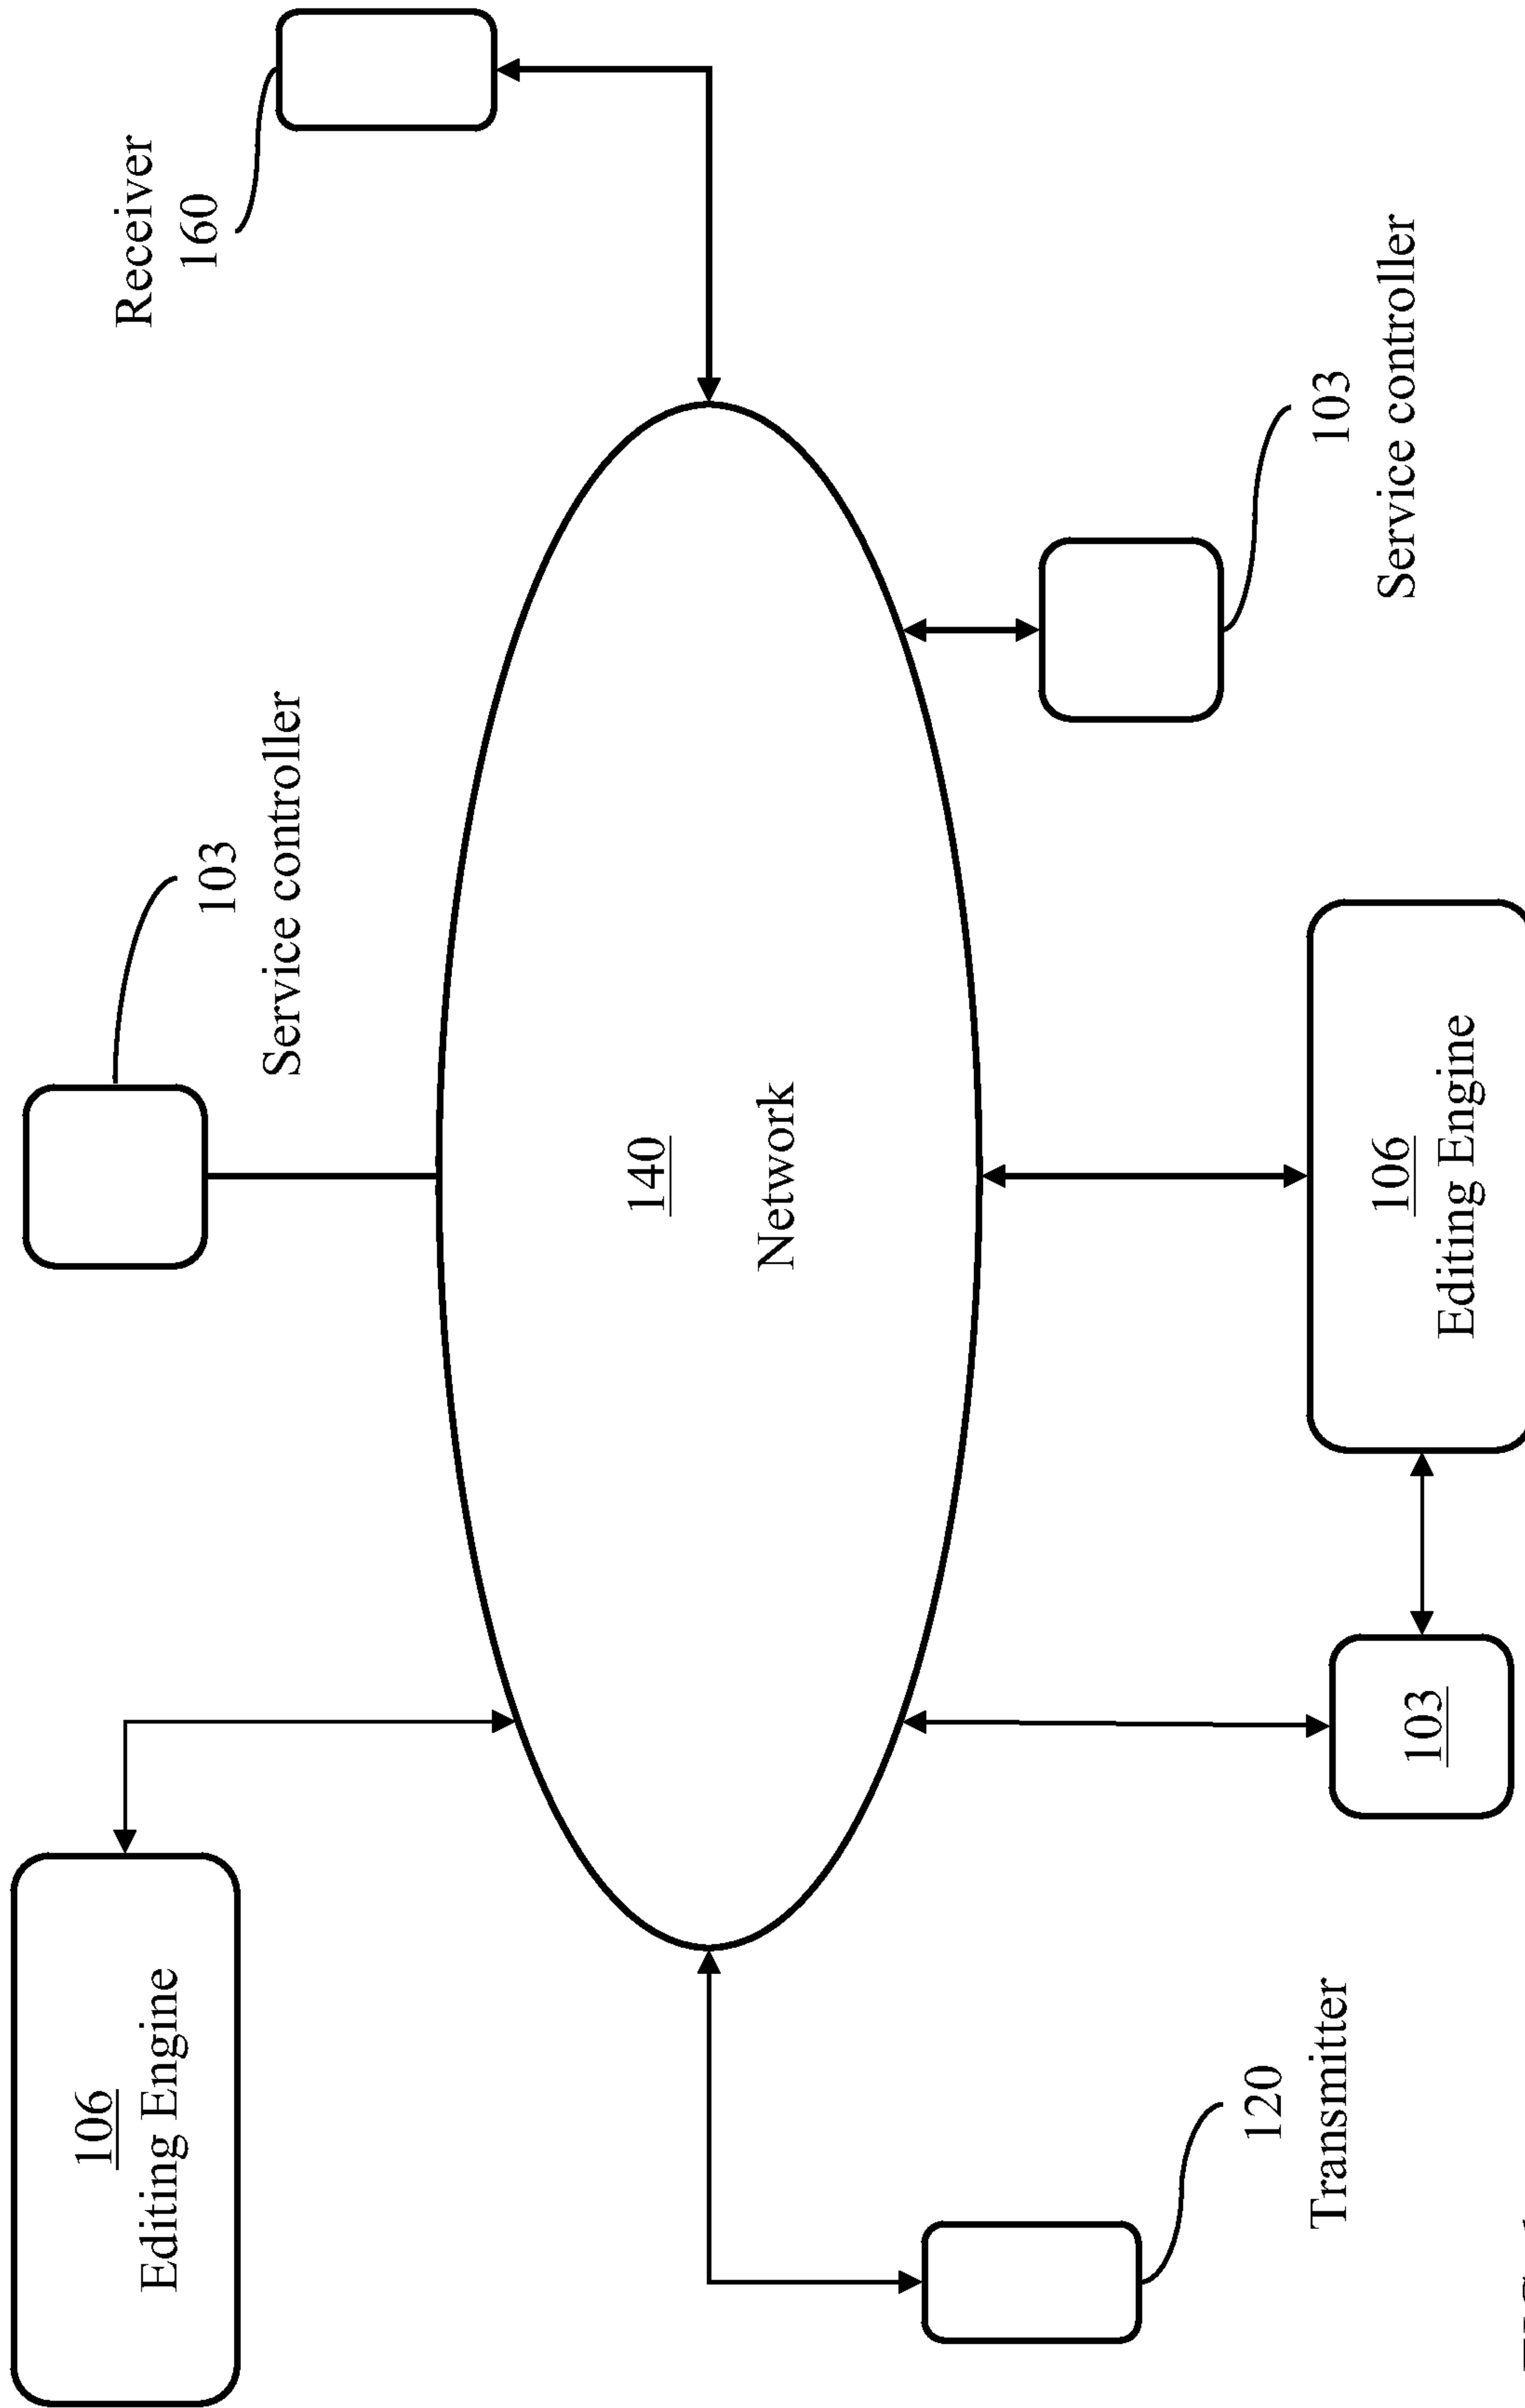 106
Editing Engine
103
Service controller
Receiver
160
140
Network
120
Transmitter
103
Service controller
103
106
Editing Engine